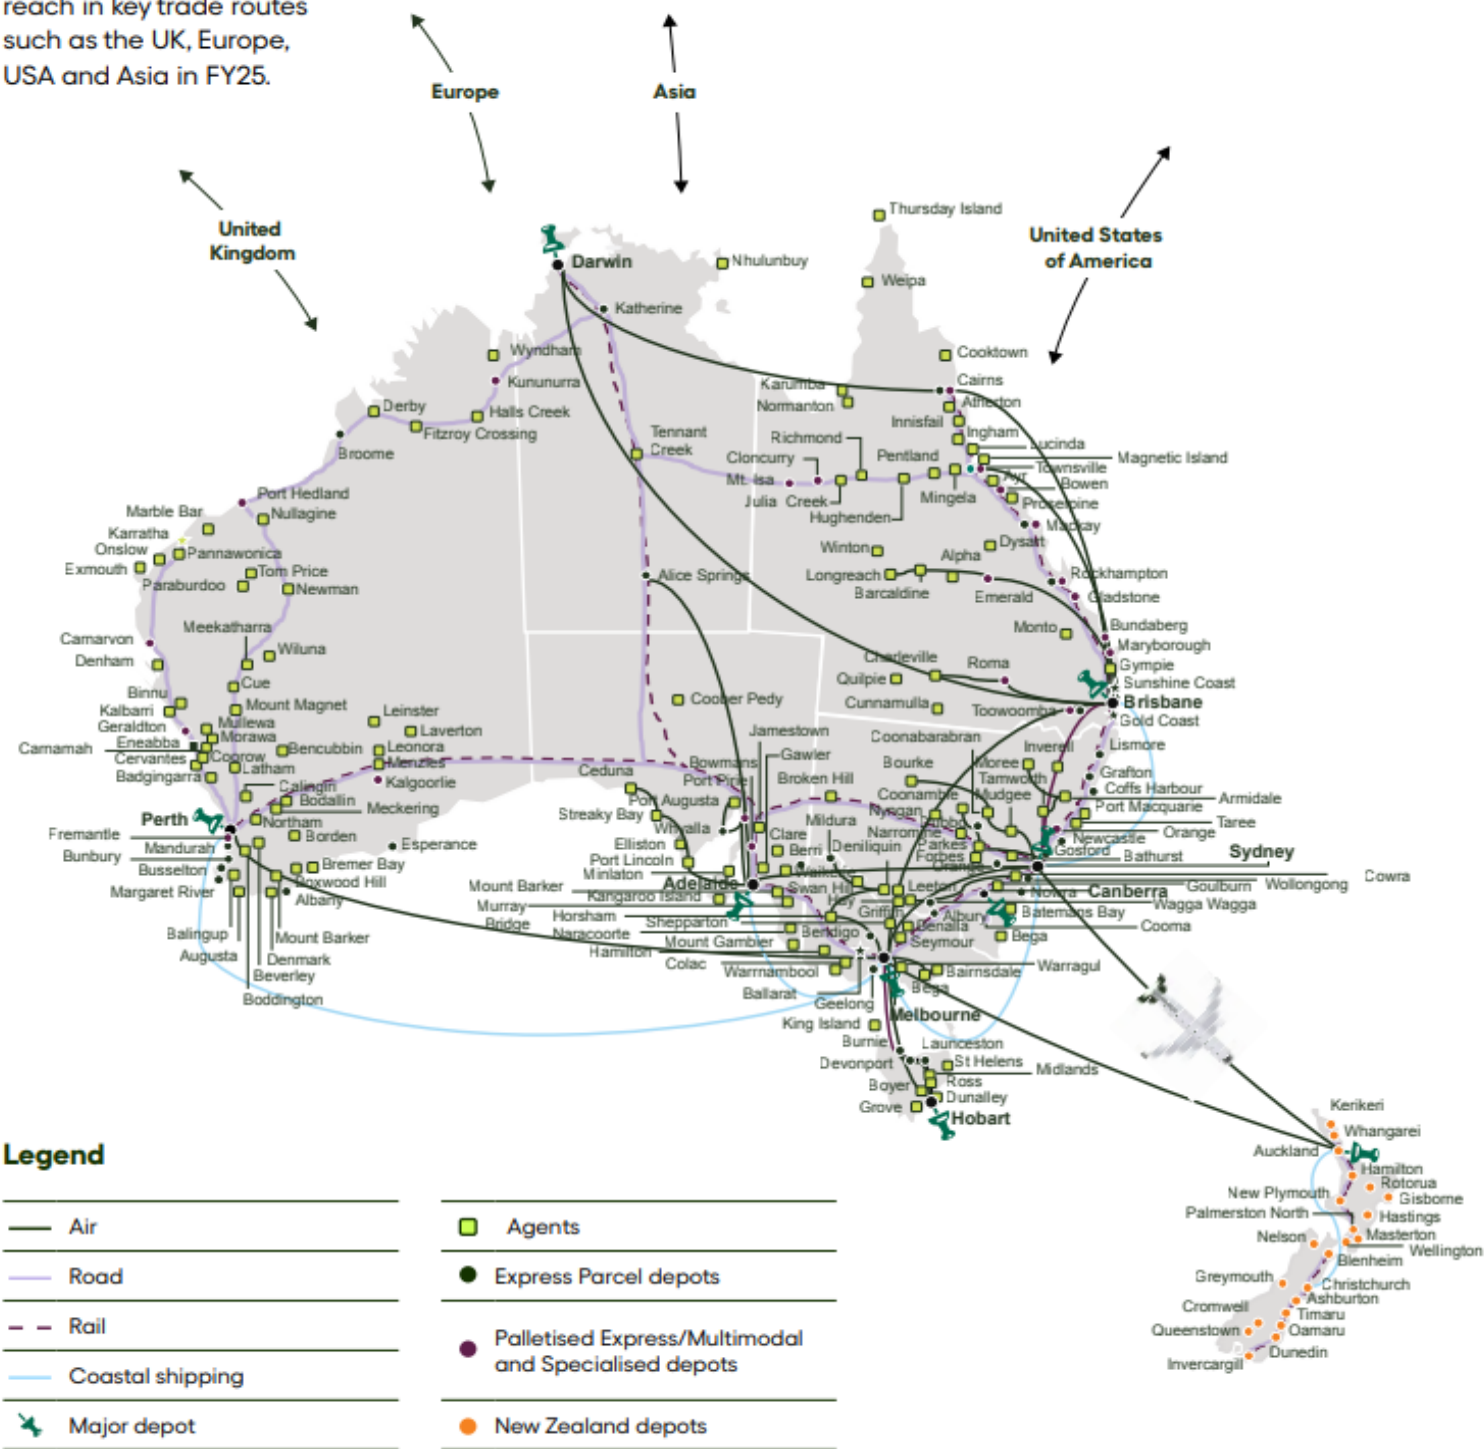 reach in key trade routes
such as the UK, Europe,
USA and Asia in FY25.
Europe
Asia
United
Kingdom
United States
of America
Thursday Island
Darwin
Nhulunbuy
Weipa
Katherine
Wyndham
Cooktown
Kununurra
Karumba
Cairns
Normanton
Atherton
Derby
Halls Creek
Innisfail
Fitzroy Crossing
Tennant
Creek
Richmond
Ingham
Lucinda
Broome
Cloncurry
Pentland
Magnetic Island
Townsville
Mt. Isa
Ayr
Bowen
Port Hedland
Julia Creek
Mingela
Proserpine
Marble Bar
Nullagine
Hughenden
Mackay
Karratha
Onslow
Pannawonica
Winton
Alpha
Dysart
Exmouth
Tom Price
Alice Springs
Longreach
Rockhampton
Paraburdoo
Newman
Barcaldine
Emerald
Gladstone
Meekatharra
Monto
Bundaberg
Carnarvon
Wiluna
Maryborough
Denham
Charleville
Roma
Gympie
Cue
Quilpie
Sunshine Coast
Binnu
Coober Pedy
Cunnamulla
Toowoomba
Brisbane
Kalbarri
Mount Magnet
Leinster
Gold Coast
Geraldton
Mullewa
Laverton
Jamestown
Coonabarabran
Eneabba
Morawa
Inverell
Lismore
Carnamah
Bencubbin
Leonora
Gawler
Cervantes
Coorow
Menzies
Bowmans
Bourke
Moree
Badgingarra
Latham
Kalgoorlie
Ceduna
Port Pirie
Broken Hill
Tamworth
Grafton
Calingiri
Coonamble
Mudgee
Coffs Harbour
Bodallin
Port Augusta
Armidale
Perth
Meckering
Streaky Bay
Nyngan
Dubbo
Port Macquarie
Northam
Whyalla
Mildura
Taree
Fremantle
Borden
Clare
Narromine
Newcastle
Orange
Mandurah
Esperance
Elliston
Berri
Deniliquin
Parkes
Gosford
Bunbury
Port Lincoln
Forbes
Bathurst
Sydney
Busselton
Bremer Bay
Minlaton
Waikerie
Orange
Cowra
Margaret River
Boxwood Hill
Mount Barker
Adelaide
Swan Hill
Leeton
Nowra
Canberra
Goulburn
Wollongong
Albany
Kangaroo Island
Hay
Wagga Wagga
Murray
Bridge
Horsham
Griffith
Albury
Batemans Bay
Balingup
Naracoorte
Shepparton
Benalla
Cooma
Mount Barker
Bendigo
Bega
Augusta
Hamilton
Mount Gambier
Seymour
Denmark
Colac
Warrnambool
Bairnsdale
Warragul
Beverley
Ballarat
Bega
Boddington
Geelong
Melbourne
King Island
Burnie
Launceston
Devonport
St Helens
Midlands
Boyer
Ross
Grove
Dunalley
Hobart
Kerikeri
Whangarei
Auckland
Hamilton
Rotorua
New Plymouth
Gisborne
Palmerston North
Hastings
Nelson
Masterton
Wellington
Blenheim
Greymouth
Christchurch
Ashburton
Cromwell
Timaru
Queenstown
Oamaru
Dunedin
Invercargill
Legend
Air
Agents
Road
Express Parcel depots
Rail
Palletised Express/Multimodal
and Specialised depots
Coastal shipping
Major depot
New Zealand depots